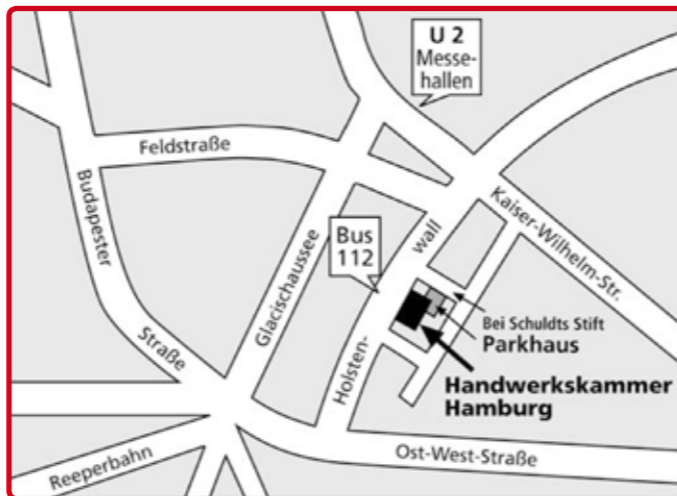 U 2
Messe-
hallen
Feldstraße
Budapester
Straße
Glacischaussee
Bus
112
Holsten-
wall
Kaiser-Wilhelm-Str.
Bei Schuldts Stift
Parkhaus
Handwerkskammer
Hamburg
Ost-West-Straße
Reeperbahn